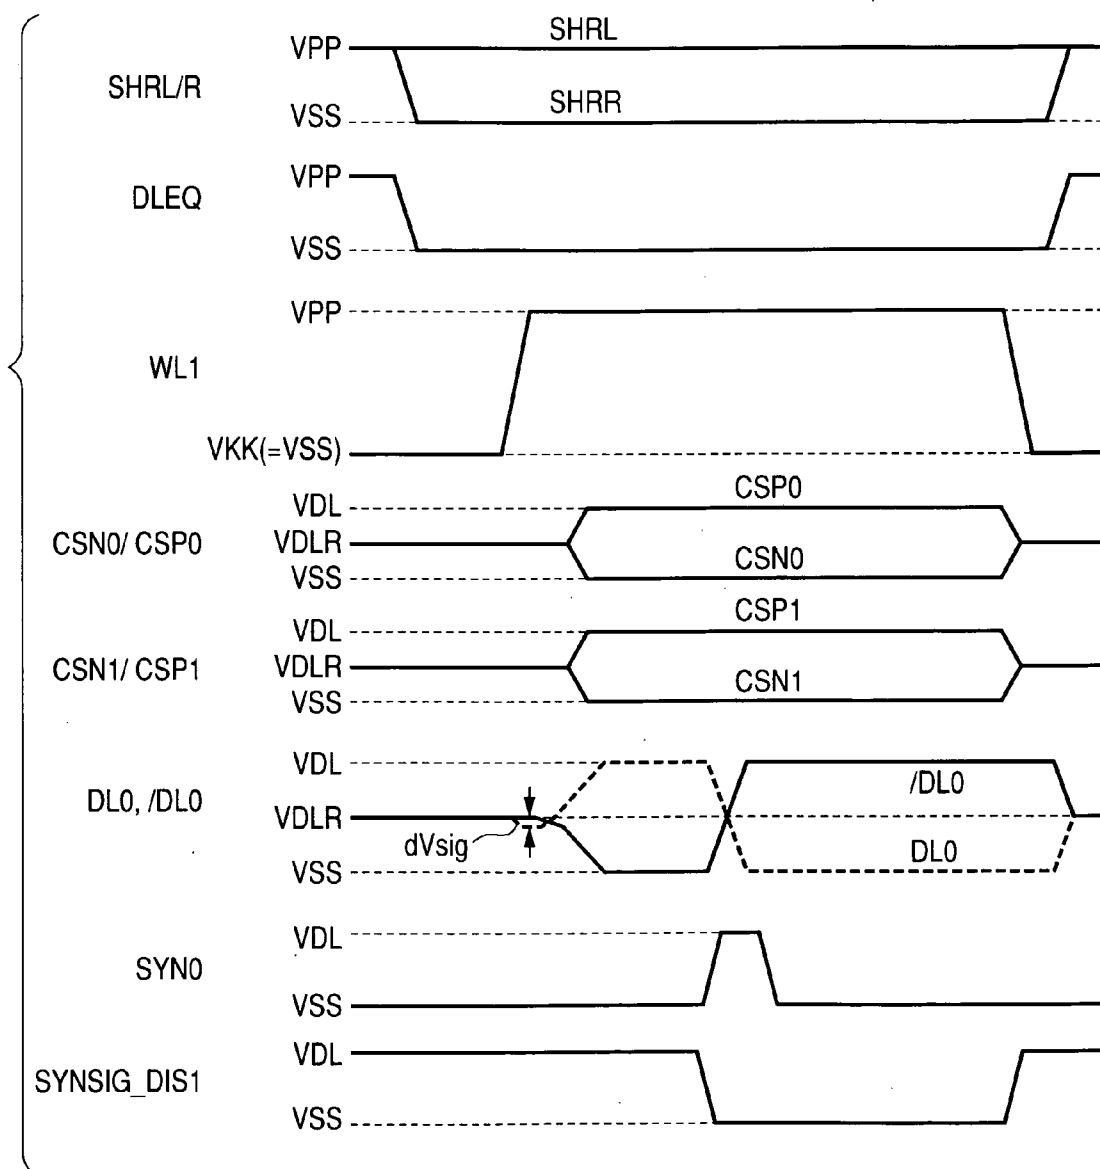 SHRL/R
VPP
SHRL
SHRR
VSS
DLEQ
VPP
VSS
WL1
VPP
VKK(=VSS)
CSN0/ CSP0
VDL
CSP0
VDLR
CSN0
VSS
CSN1/ CSP1
VDL
CSP1
VDLR
CSN1
VSS
DL0, /DL0
VDL
/DL0
VDLR
dVsig
DL0
VSS
SYN0
VDL
VSS
SYNSIG_DIS1
VDL
VSS